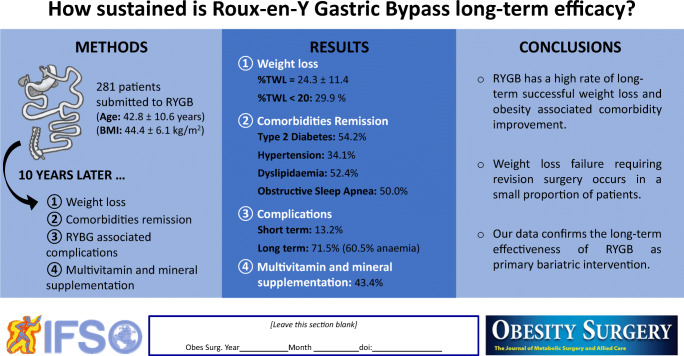 How sustained is Roux-en-Y Gastric Bypass long-term efficacy?
METHODS
281 patients
submitted to RYGB
(Age: 42.8 ± 10.6 years)
(BMI: 44.4 ± 6.1 kg/m²)
10 YEARS LATER …
① Weight loss
② Comorbidities remission
③ RYBG associated
complications
④ Multivitamin and mineral
supplementation
RESULTS
① Weight loss
%TWL = 24.3 ± 11.4
%TWL < 20: 29.9 %
② Comorbidities Remission
Type 2 Diabetes: 54.2%
Hypertension: 34.1%
Dyslipidaemia: 52.4%
Obstructive Sleep Apnea: 50.0%
③ Complications
Short term: 13.2%
Long term: 71.5% (60.5% anaemia)
④ Multivitamin and mineral
supplementation: 43.4%
CONCLUSIONS
o RYGB has a high rate of long-
term successful weight loss and
obesity associated comorbidity
improvement.
o Weight loss failure requiring
revision surgery occurs in a
small proportion of patients.
o Our data confirms the long-term
effectiveness of RYGB as
primary bariatric intervention.
IFSO
[Leave this section blank]
Obes Surg. Year__________Month __________doi:_______________
OBESITY SURGERY
The Journal of Metabolic Surgery and Allied Care